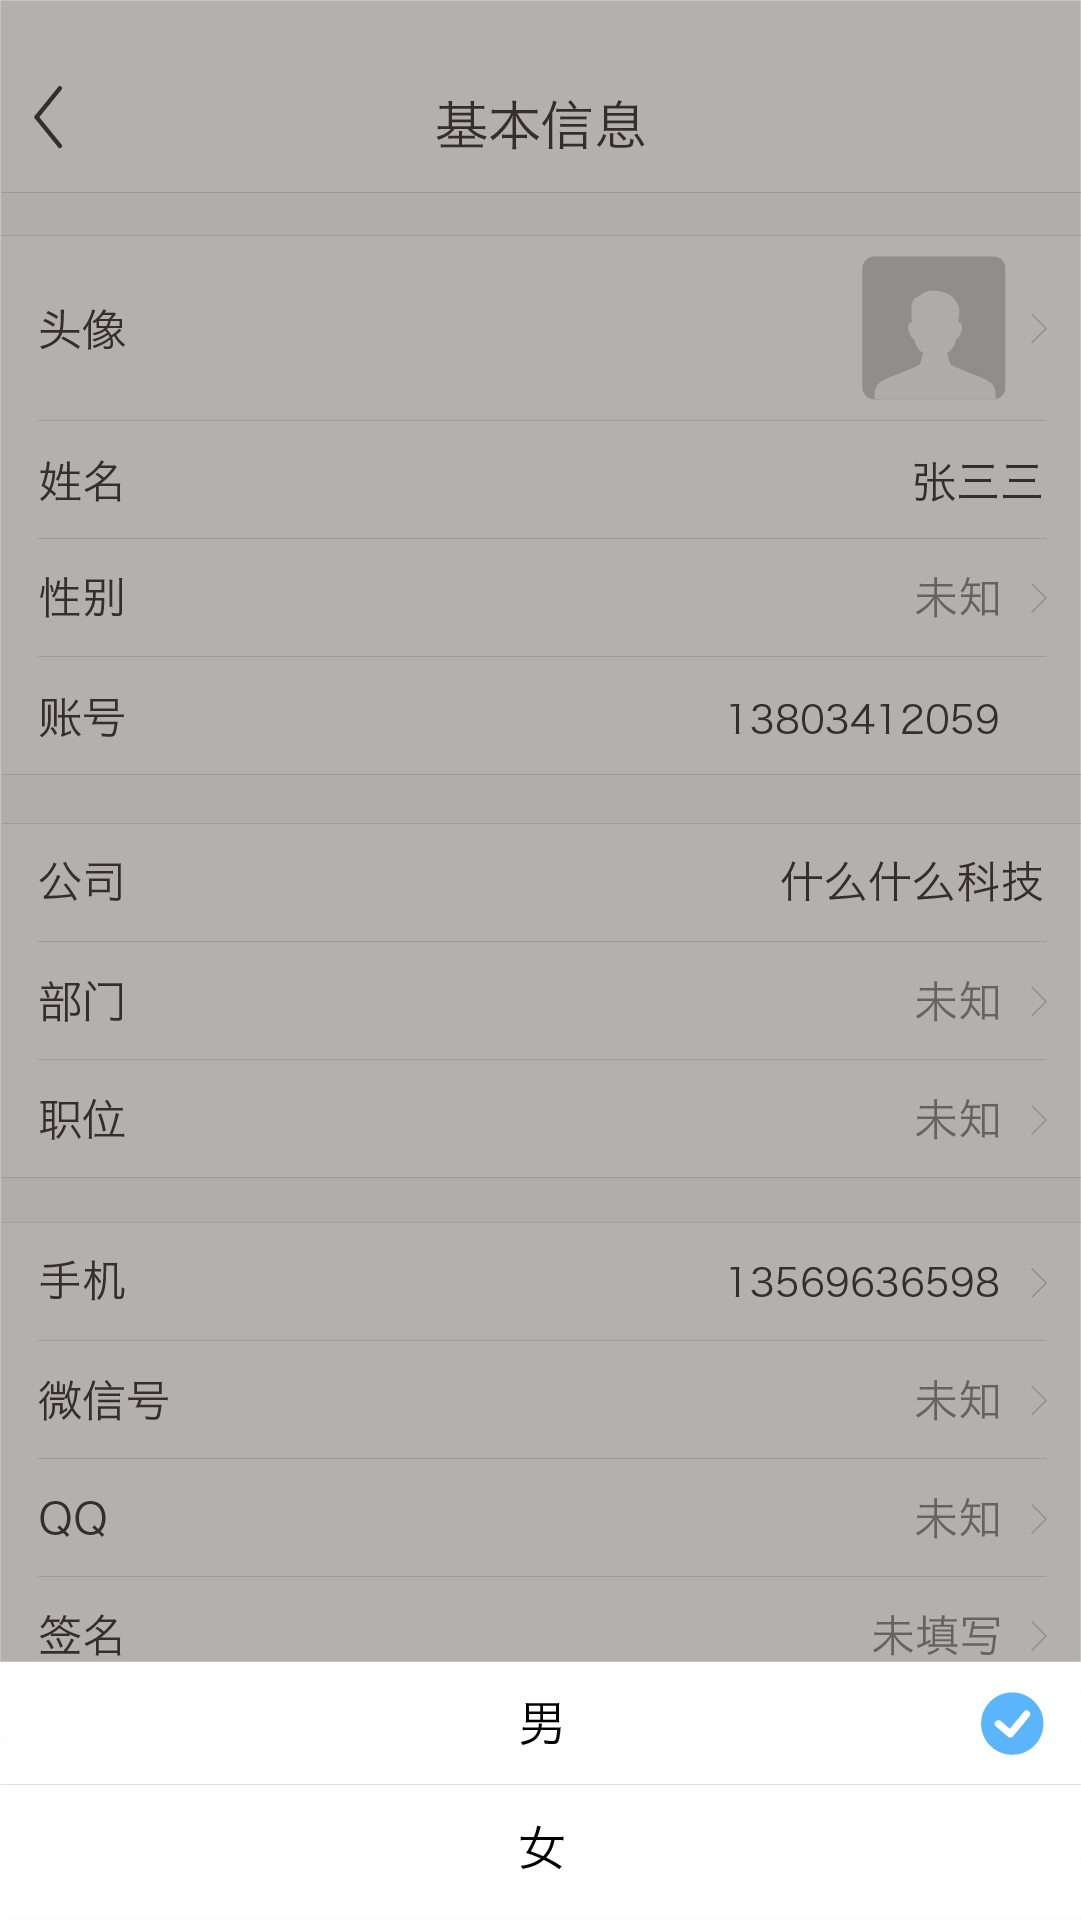 基本信息
头像
姓名 张三三
性别 未知
账号 13803412059
公司 什么什么科技
部门 未知
职位 未知
手机 13569636598
微信号 未知
QQ 未知
签名 未填写
男
女